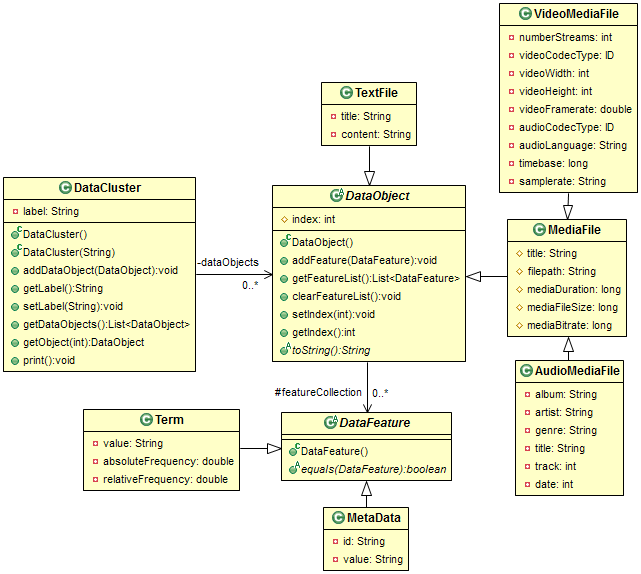 VideoMediaFile
numberStreams: int
videoCodecType: ID
videoWidth: int
videoHeight: int
videoFramerate: double
audioCodecType: ID
audioLanguage: String
timebase: long
samplerate: String
TextFile
title: String
content: String
DataCluster
label: String
DataCluster()
DataCluster(String)
addDataObject(DataObject):void
getLabel():String
setLabel(String):void
getDataObjects():List<DataObject>
getObject(int):DataObject
print():void
-dataObjects
0..*
DataObject
index: int
DataObject()
addFeature(DataFeature):void
getFeatureList():List<DataFeature>
clearFeatureList():void
setIndex(int):void
getIndex():int
toString():String
MediaFile
title: String
filepath: String
mediaDuration: long
mediaFileSize: long
mediaBitrate: long
#featureCollection
0..*
AudioMediaFile
album: String
artist: String
genre: String
title: String
track: int
date: int
Term
value: String
absoluteFrequency: double
relativeFrequency: double
DataFeature
DataFeature()
equals(DataFeature):boolean
MetaData
id: String
value: String